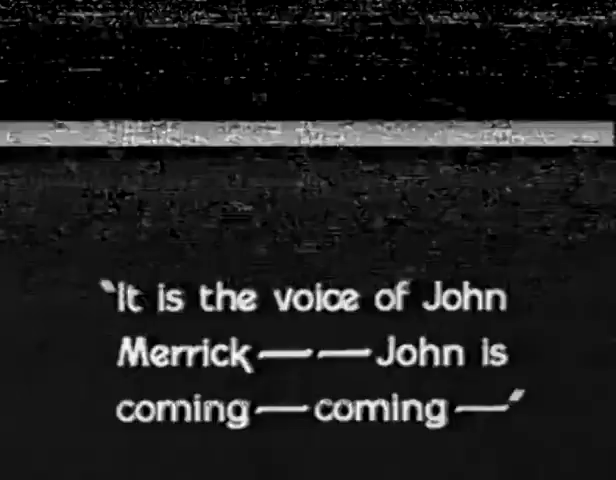 "It is the voice of John
Merrick — — John is
coming — coming —"